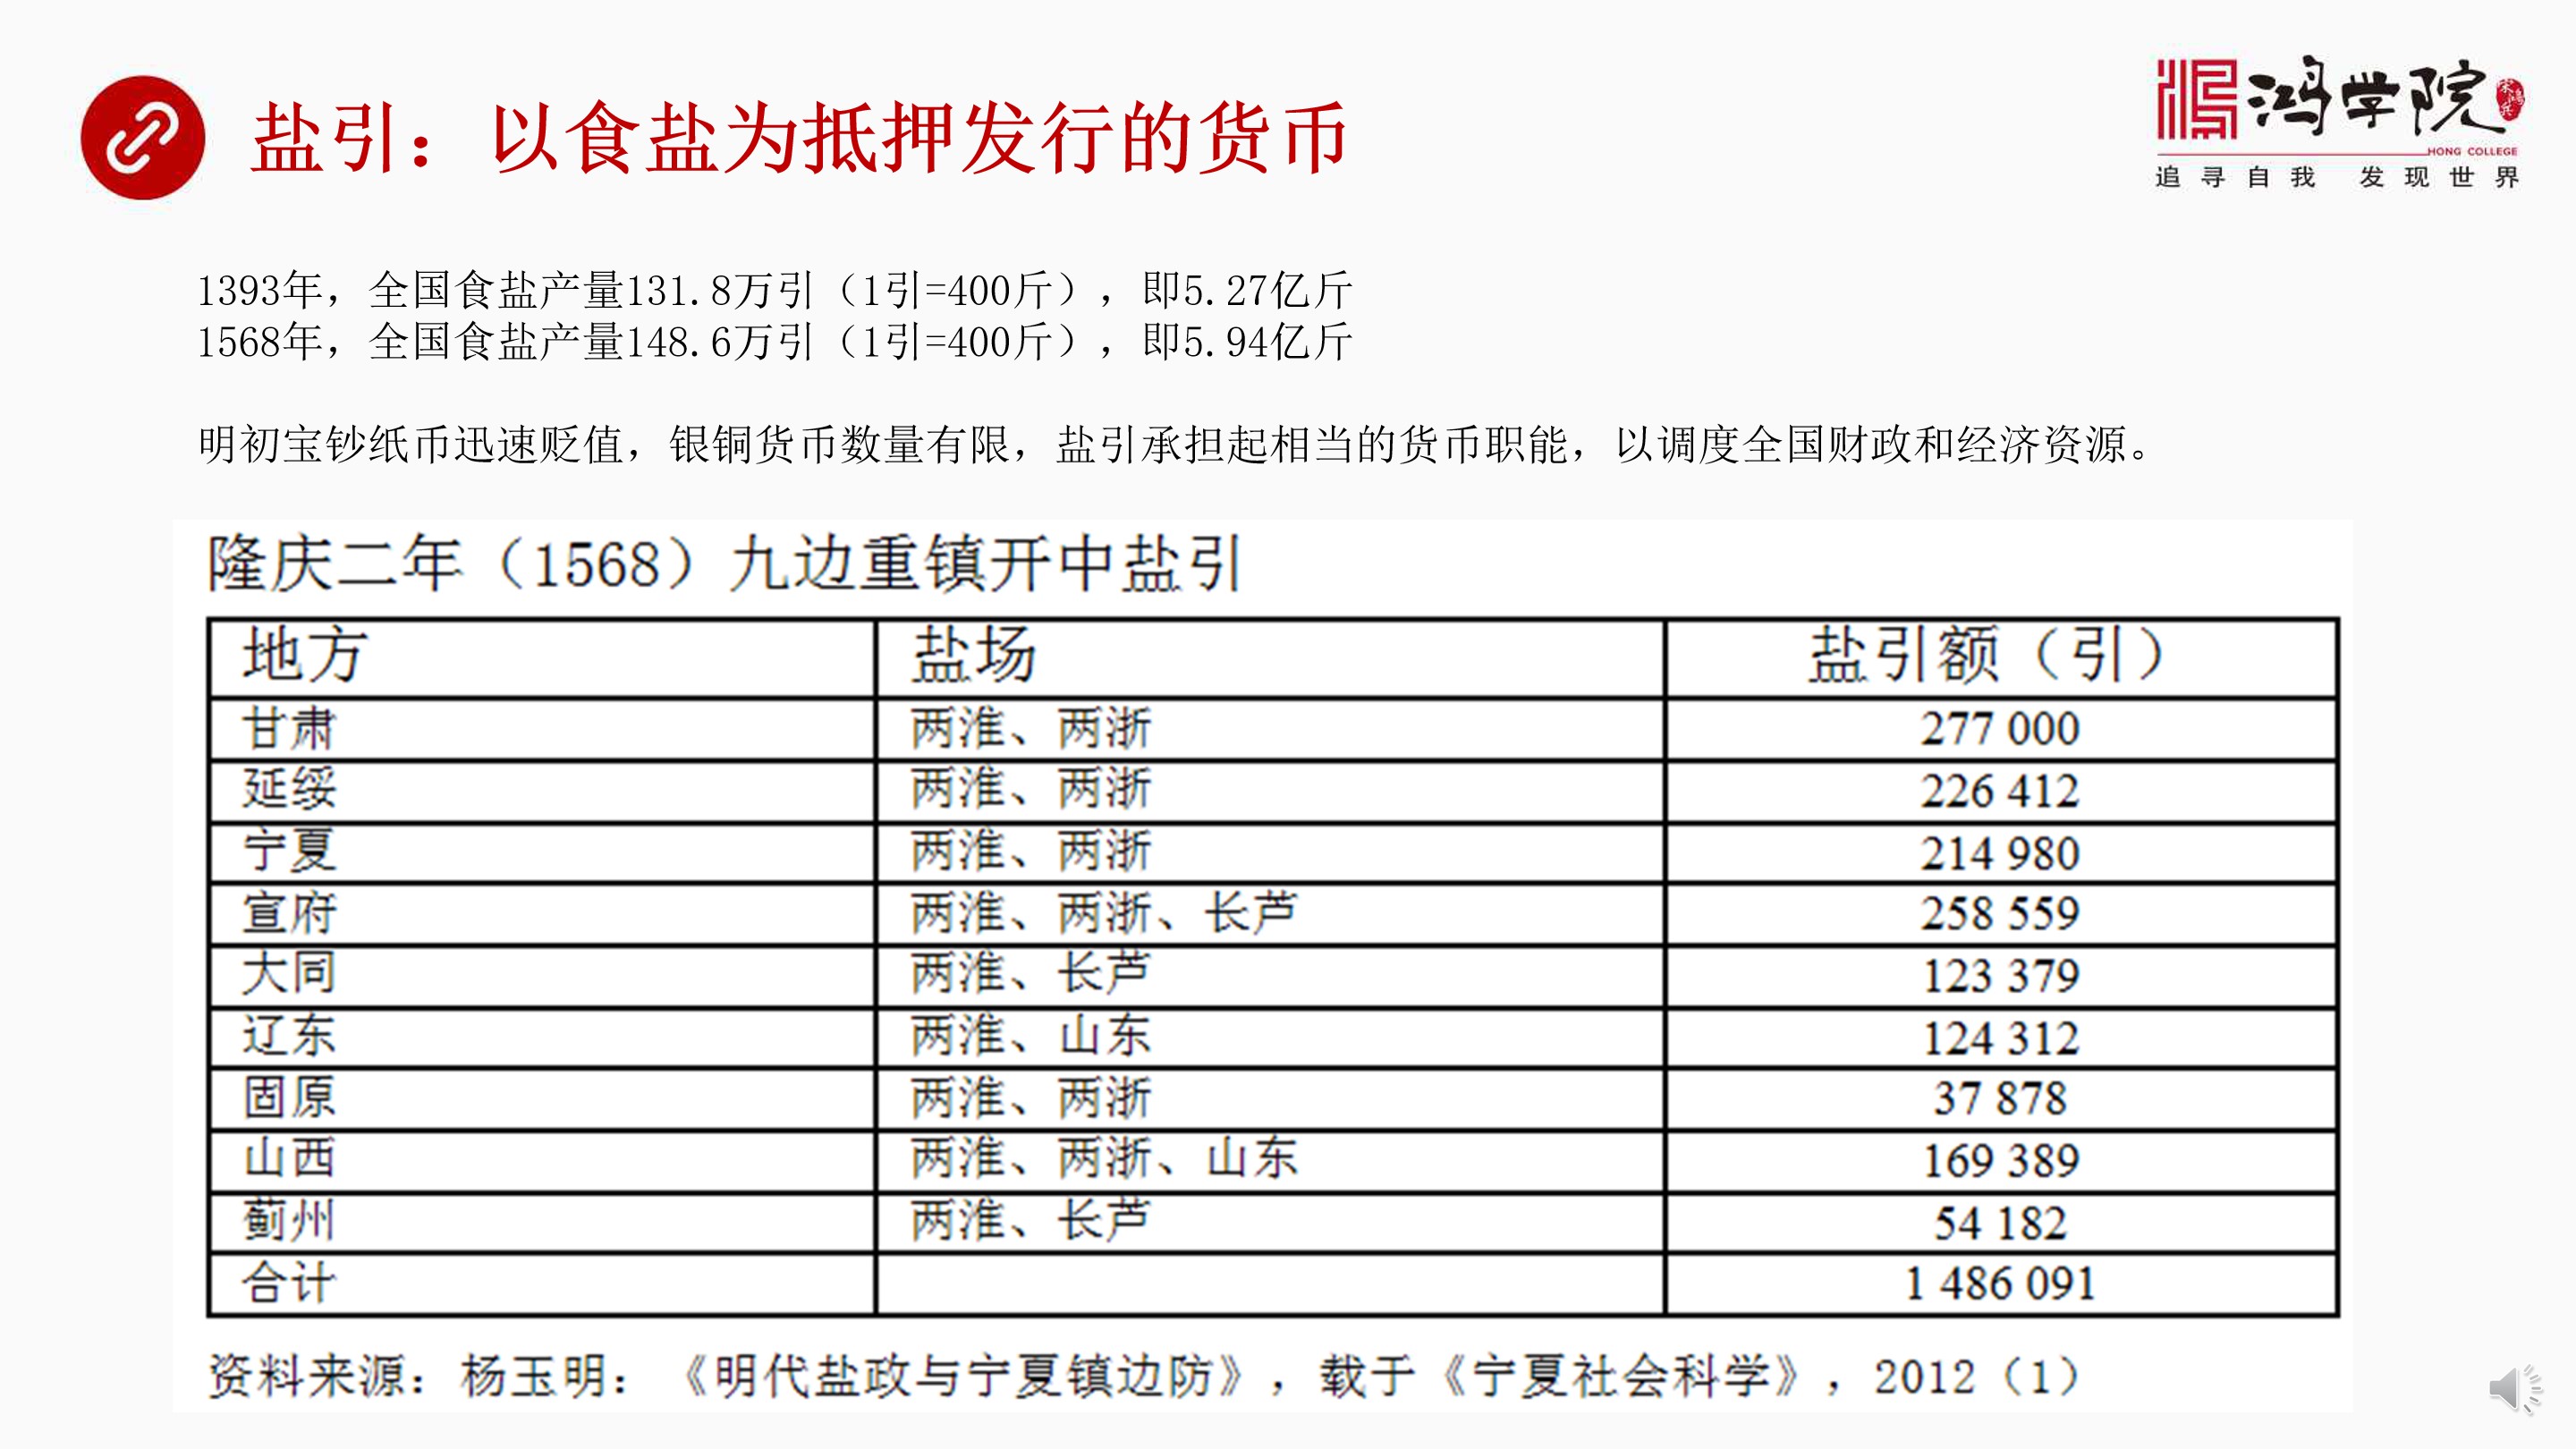 盐引：以食盐为抵押发行的货币
鸿学院
HONG COLLEGE
追寻自我 发现世界
1393年，全国食盐产量131.8万引（1引=400斤），即5.27亿斤
1568年，全国食盐产量148.6万引（1引=400斤），即5.94亿斤
明初宝钞纸币迅速贬值，银铜货币数量有限，盐引承担起相当的货币职能，以调度全国财政和经济资源。
隆庆二年（1568）九边重镇开中盐引
地方 盐场 盐引额（引）
甘肃 两淮、两浙 277 000
延绥 两淮、两浙 226 412
宁夏 两淮、两浙 214 980
宣府 两淮、两浙、长芦 258 559
大同 两淮、长芦 123 379
辽东 两淮、山东 124 312
固原 两淮、两浙 37 878
山西 两淮、两浙、山东 169 389
蓟州 两淮、长芦 54 182
合计 1 486 091
资料来源：杨玉明：《明代盐政与宁夏镇边防》，载于《宁夏社会科学》，2012（1）